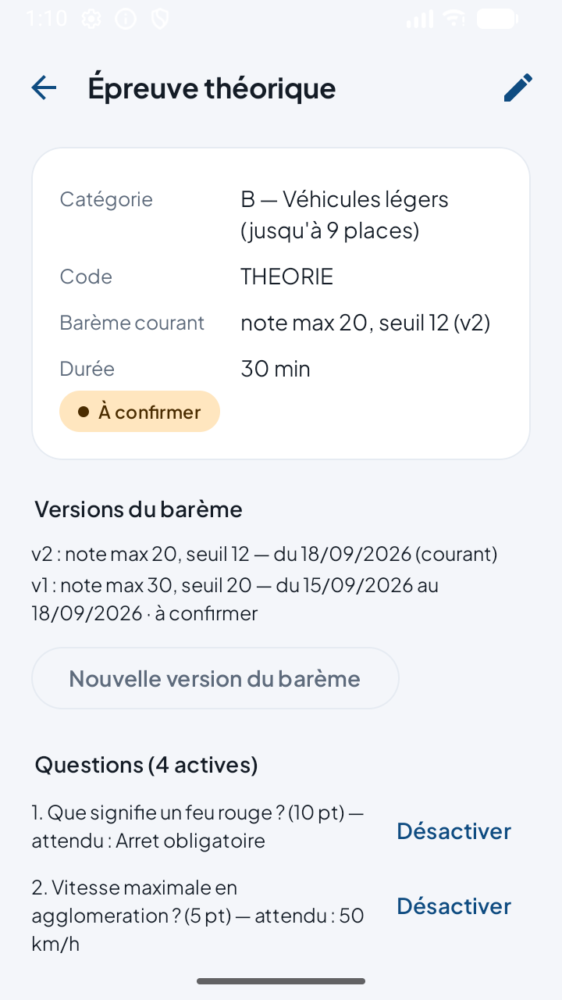 1:10
Épreuve théorique
Catégorie
B — Véhicules légers
(jusqu'à 9 places)
Code
THEORIE
Barème courant
note max 20, seuil 12 (v2)
Durée
30 min
À confirmer
Versions du barème
v2 : note max 20, seuil 12 — du 18/09/2026 (courant)
v1 : note max 30, seuil 20 — du 15/09/2026 au
18/09/2026 · à confirmer
Nouvelle version du barème
Questions (4 actives)
1. Que signifie un feu rouge ? (10 pt) —
attendu : Arret obligatoire
Désactiver
2. Vitesse maximale en
agglomeration ? (5 pt) — attendu : 50
km/h
Désactiver